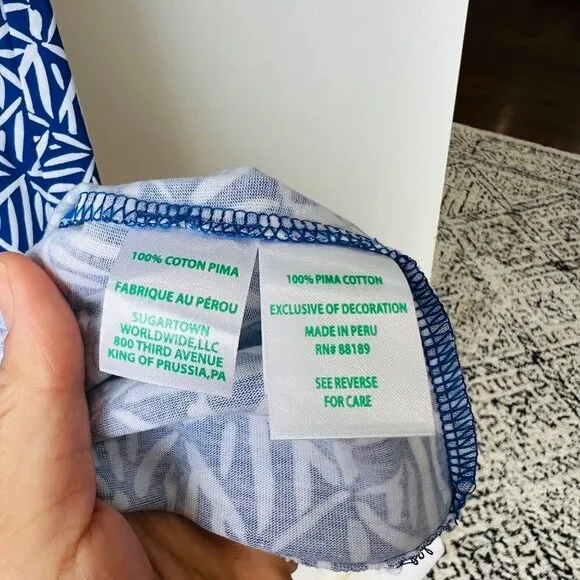 100% COTON PIMA
FABRIQUE AU PÉROU
SUGARTOWN
WORLDWIDE,LLC
800 THIRD AVENUE
KING OF PRUSSIA,PA
100% PIMA COTTON
EXCLUSIVE OF DECORATION
MADE IN PERU
RN# 88189
SEE REVERSE
FOR CARE